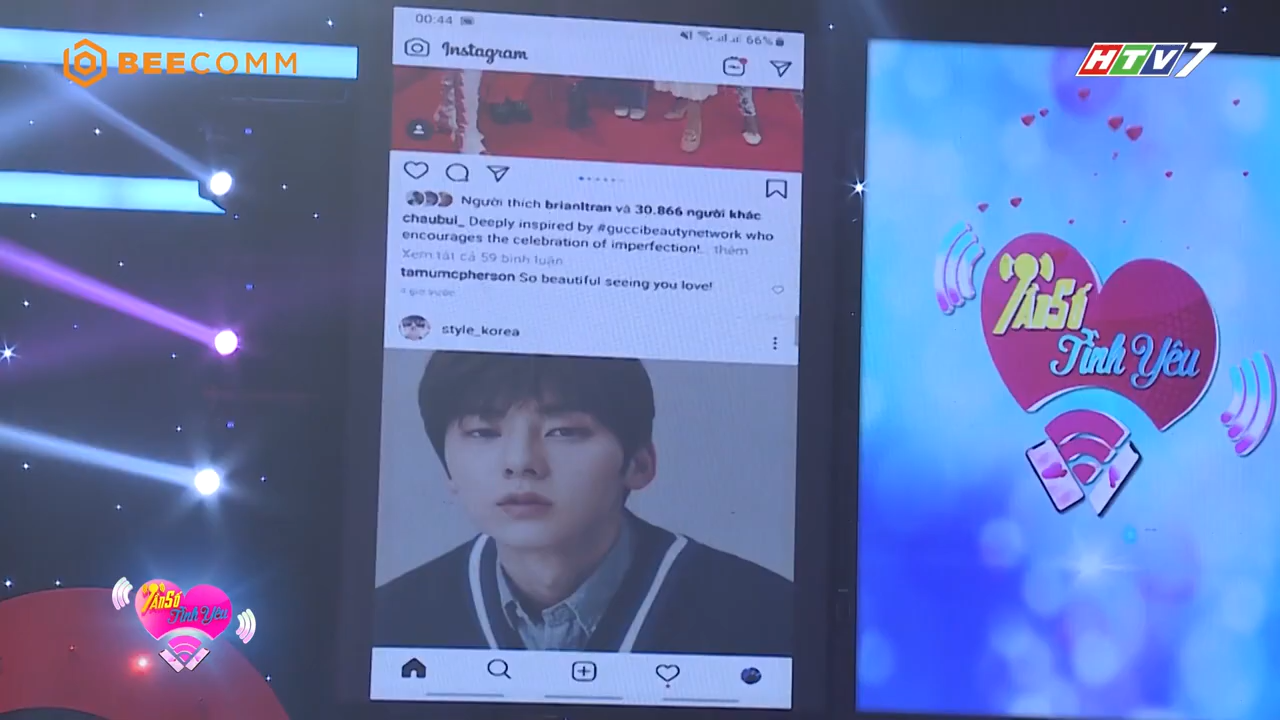 BEECOMM
HTV7
00:44
66%
Instagram
Người thích brianltran và 30.866 người khác
chaubui_ Deeply inspired by #guccibeautynetwork who
encourages the celebration of imperfection!.. thêm
Xem tất cả 59 bình luận
tamumcpherson So beautiful seeing you love!
4 giờ trước
style_korea
TẦN SỐ
Tình Yêu
TẦN SỐ
Tình Yêu